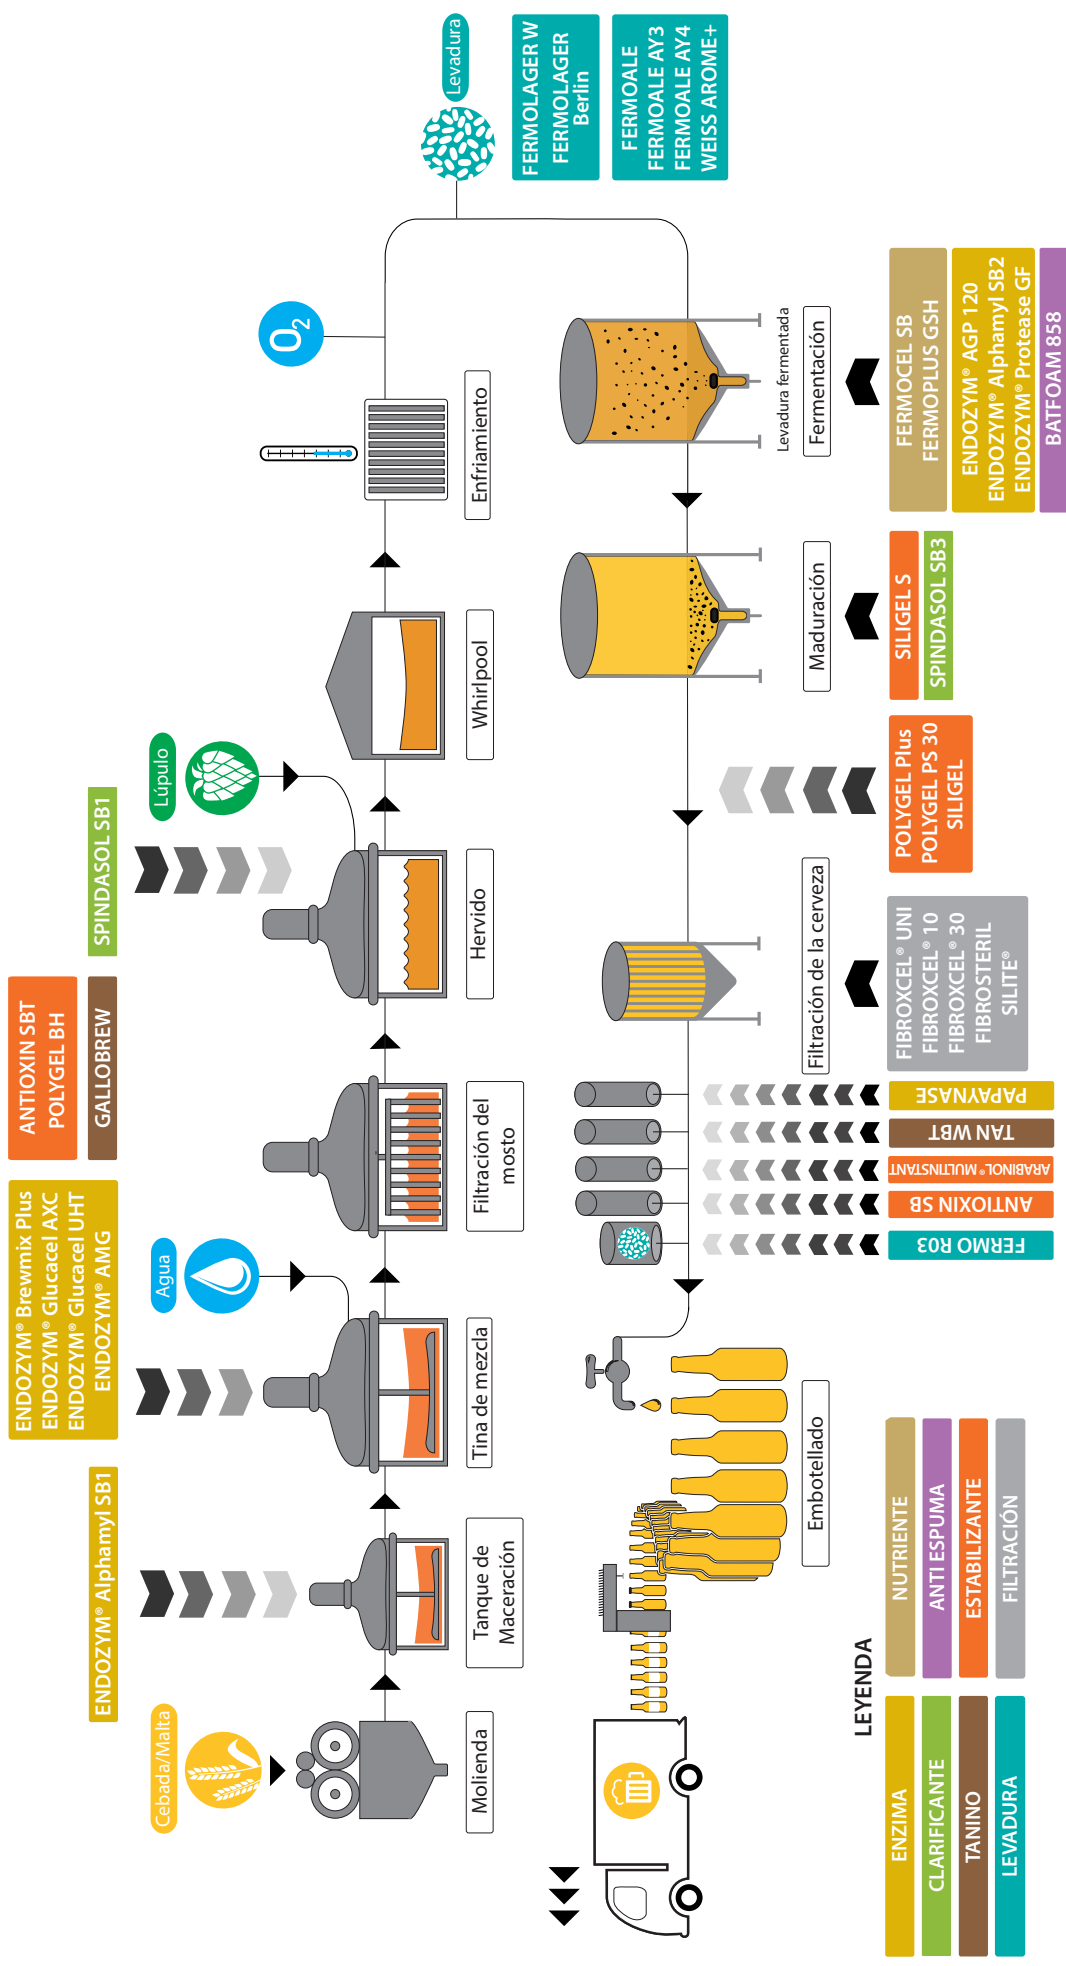 ENDOZYM® Alphamyl SB1
ENDOZYM® Brewmix Plus
ENDOZYM® Glucacel AXC
ENDOZYM® Glucacel UHT
ENDOZYM® AMG
ANTIOXIN SBT
POLYGEL BH
GALLOBREW
SPINDASOL SB1
Cebada/Malta
Agua
Lúpulo
O2
Levadura
FERMOLAGER W
FERMOLAGER
Berlin
FERMOALE
FERMOALE AY3
FERMOALE AY4
WEISS AROME+
Molienda
Tanque de
Maceración
Tina de mezcla
Filtración del
mosto
Hervido
Whirlpool
Enfriamiento
Levadura fermentada
Fermentación
FERMOCEL SB
FERMOPLUS GSH
ENDOZYM® AGP 120
ENDOZYM® Alphamyl SB2
ENDOZYM® Protease GF
BATFOAM 858
Maduración
SILIGEL S
SPINDASOL SB3
POLYGEL Plus
POLYGEL PS 30
SILIGEL
Filtración de la cerveza
FIBROXCEL® UNI
FIBROXCEL® 10
FIBROXCEL® 30
FIBROSTERIL
SILITE®
PAPAYNASE
TAN WBT
ARABINOL® MULTINSTANT
ANTIOXIN SB
FERMO R03
Embotellado
LEYENDA
ENZIMA
NUTRIENTE
CLARIFICANTE
ANTI ESPUMA
TANINO
ESTABILIZANTE
LEVADURA
FILTRACIÓN